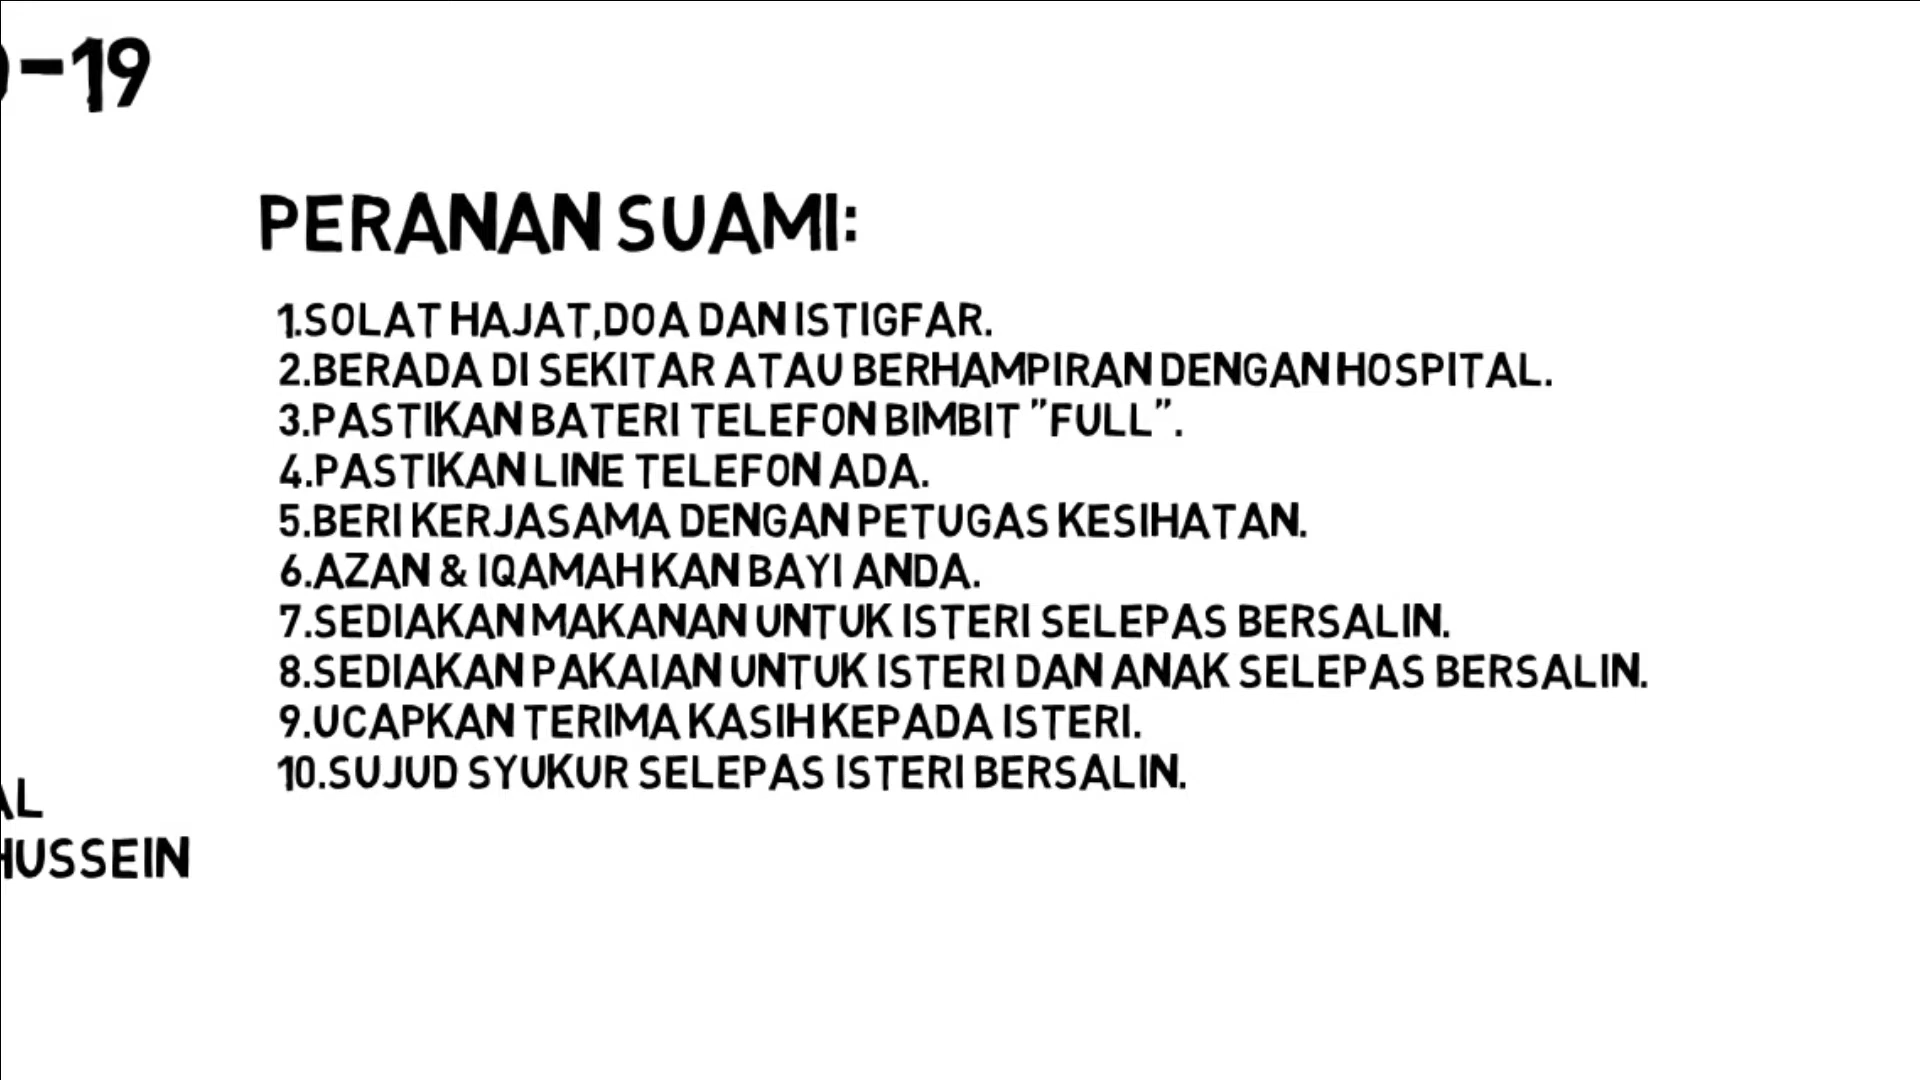 -19
PERANAN SUAMI:
1.SOLAT HAJAT,DOA DAN ISTIGFAR.
2.BERADA DI SEKITAR ATAU BERHAMPIRAN DENGAN HOSPITAL.
3.PASTIKAN BATERI TELEFON BIMBIT "FULL".
4.PASTIKAN LINE TELEFON ADA.
5.BERI KERJASAMA DENGAN PETUGAS KESIHATAN.
6.AZAN & IQAMAHKAN BAYI ANDA.
7.SEDIAKAN MAKANAN UNTUK ISTERI SELEPAS BERSALIN.
8.SEDIAKAN PAKAIAN UNTUK ISTERI DAN ANAK SELEPAS BERSALIN.
9.UCAPKAN TERIMA KASIH KEPADA ISTERI.
10.SUJUD SYUKUR SELEPAS ISTERI BERSALIN.
AL
HUSSEIN